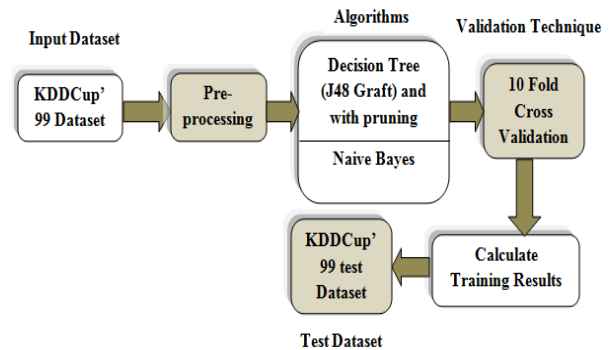 Input Dataset
Algorithms
Validation Technique
KDDCup'
99 Dataset
Pre-
processing
Decision Tree
(J48 Graft) and
with pruning
Naive Bayes
10 Fold
Cross
Validation
KDDCup'
99 test
Dataset
Calculate
Training Results
Test Dataset